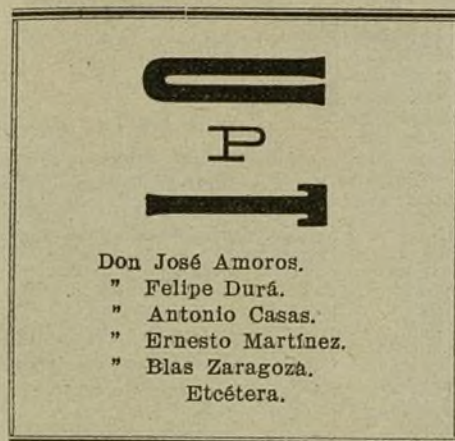 U
P
T
Don José Amoros.
” Felipe Durá.
” Antonio Casas.
” Ernesto Martínez.
” Blas Zaragoza.
Etcétera.